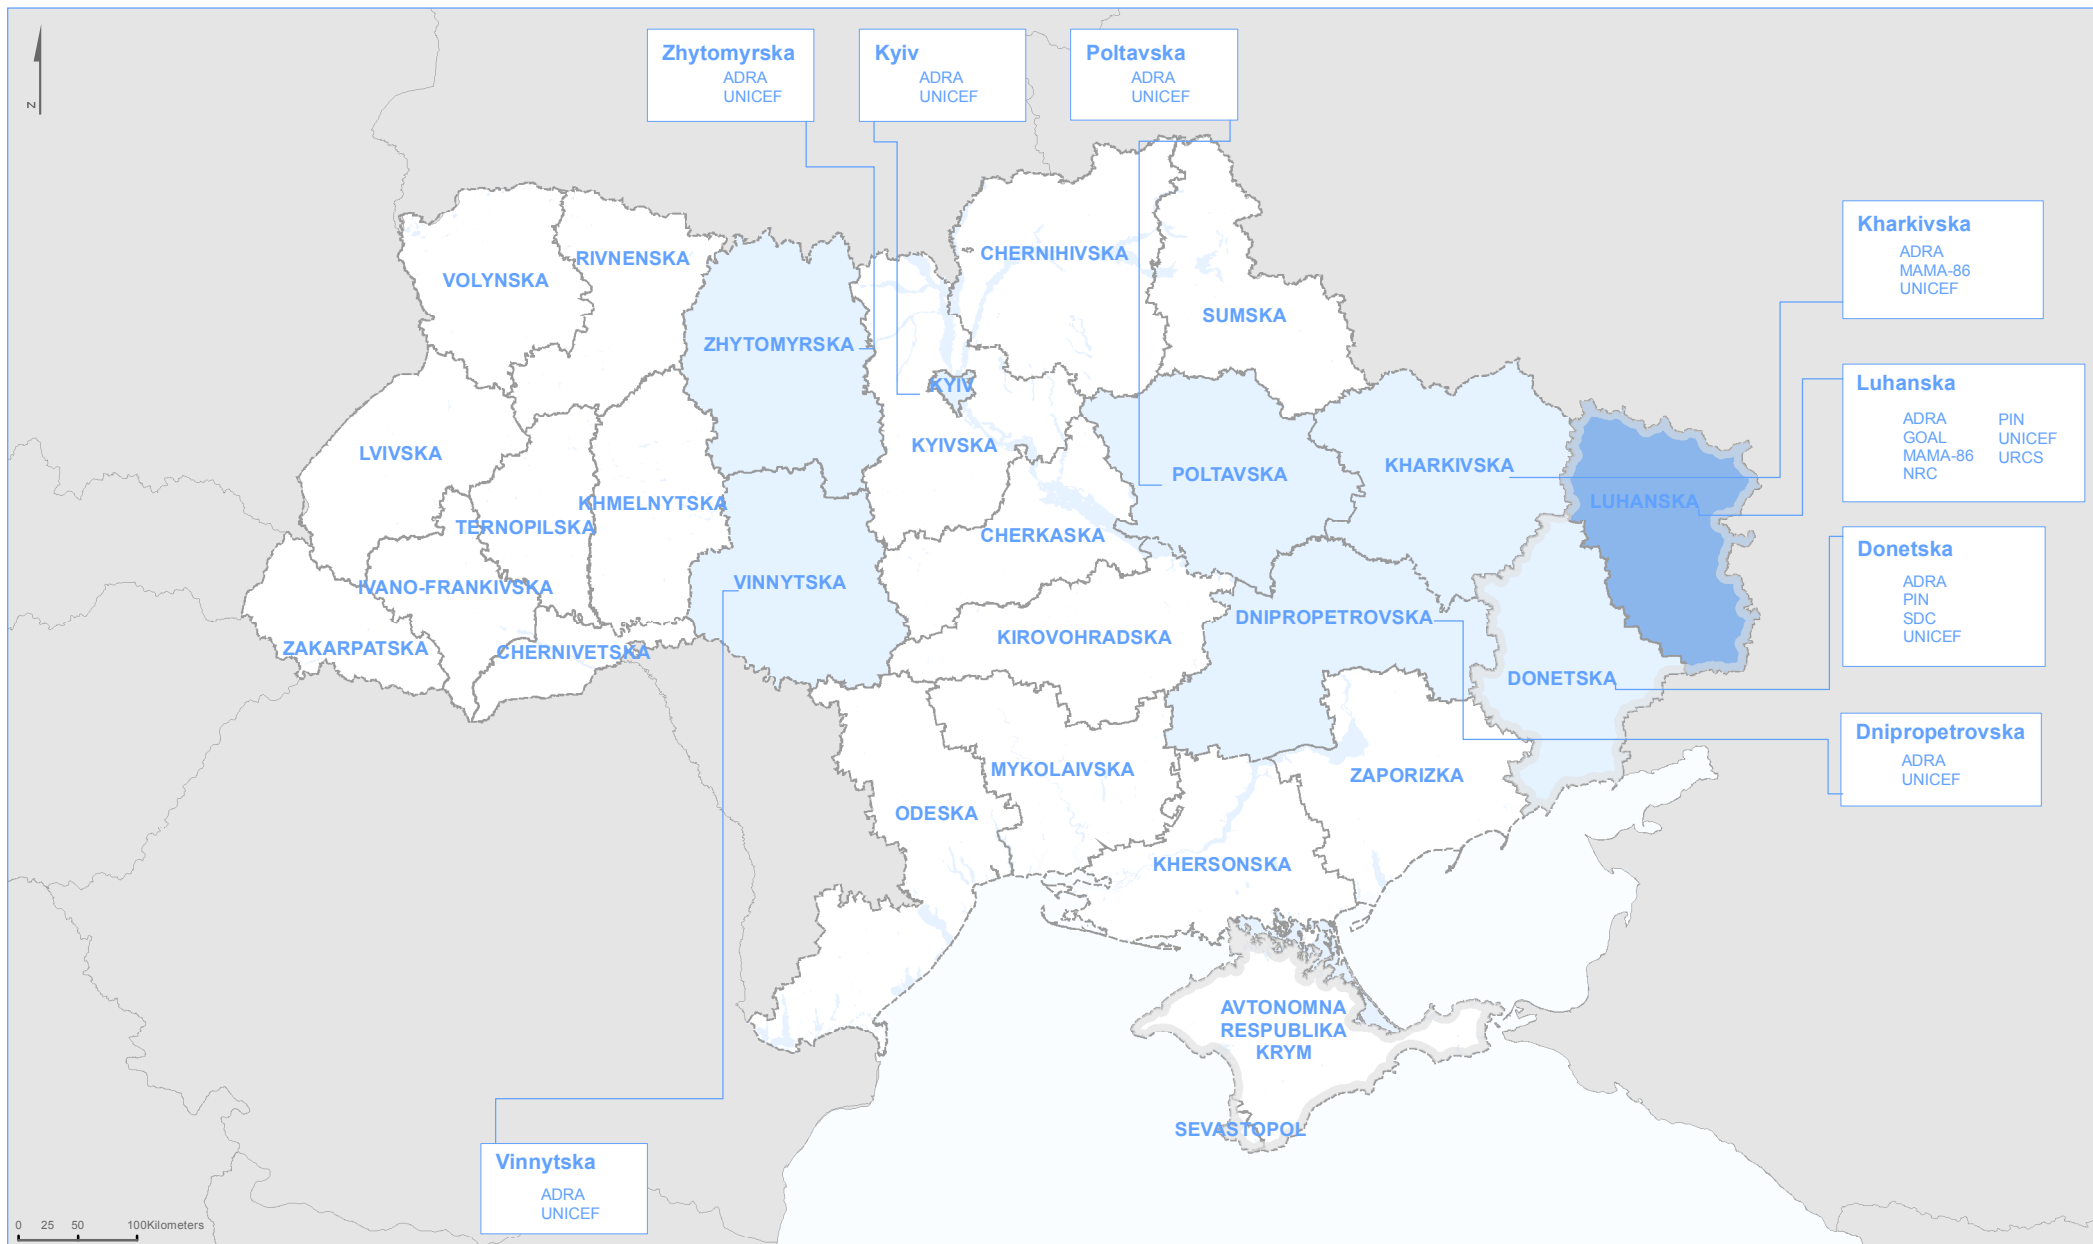 Zhytomyrska
ADRA
UNICEF
Kyiv
ADRA
UNICEF
Poltavska
ADRA
UNICEF
N
Kharkivska
ADRA
MAMA-86
UNICEF
Luhanska
ADRA
GOAL
MAMA-86
NRC
PIN
UNICEF
URCS
Donetska
ADRA
PIN
SDC
UNICEF
Dnipropetrovska
ADRA
UNICEF
Vinnytska
ADRA
UNICEF
VOLYNSKA
RIVNENSKA
ZHYTOMYRSKA
CHERNIHIVSKA
SUMSKA
KYIV
KYIVSKA
LVIVSKA
TERNOPILSKA
KHMELNYTSKA
POLTAVSKA
KHARKIVSKA
LUHANSKA
CHERKASKA
VINNYTSKA
IVANO-FRANKIVSKA
ZAKARPATSKA
CHERNIVETSKA
KIROVOHRADSKA
DNIPROPETROVSKA
DONETSKA
MYKOLAIVSKA
ZAPORIZKA
ODESKA
KHERSONSKA
AVTONOMNA
RESPUBLIKA
KRYM
SEVASTOPOL
0 25 50 100Kilometers